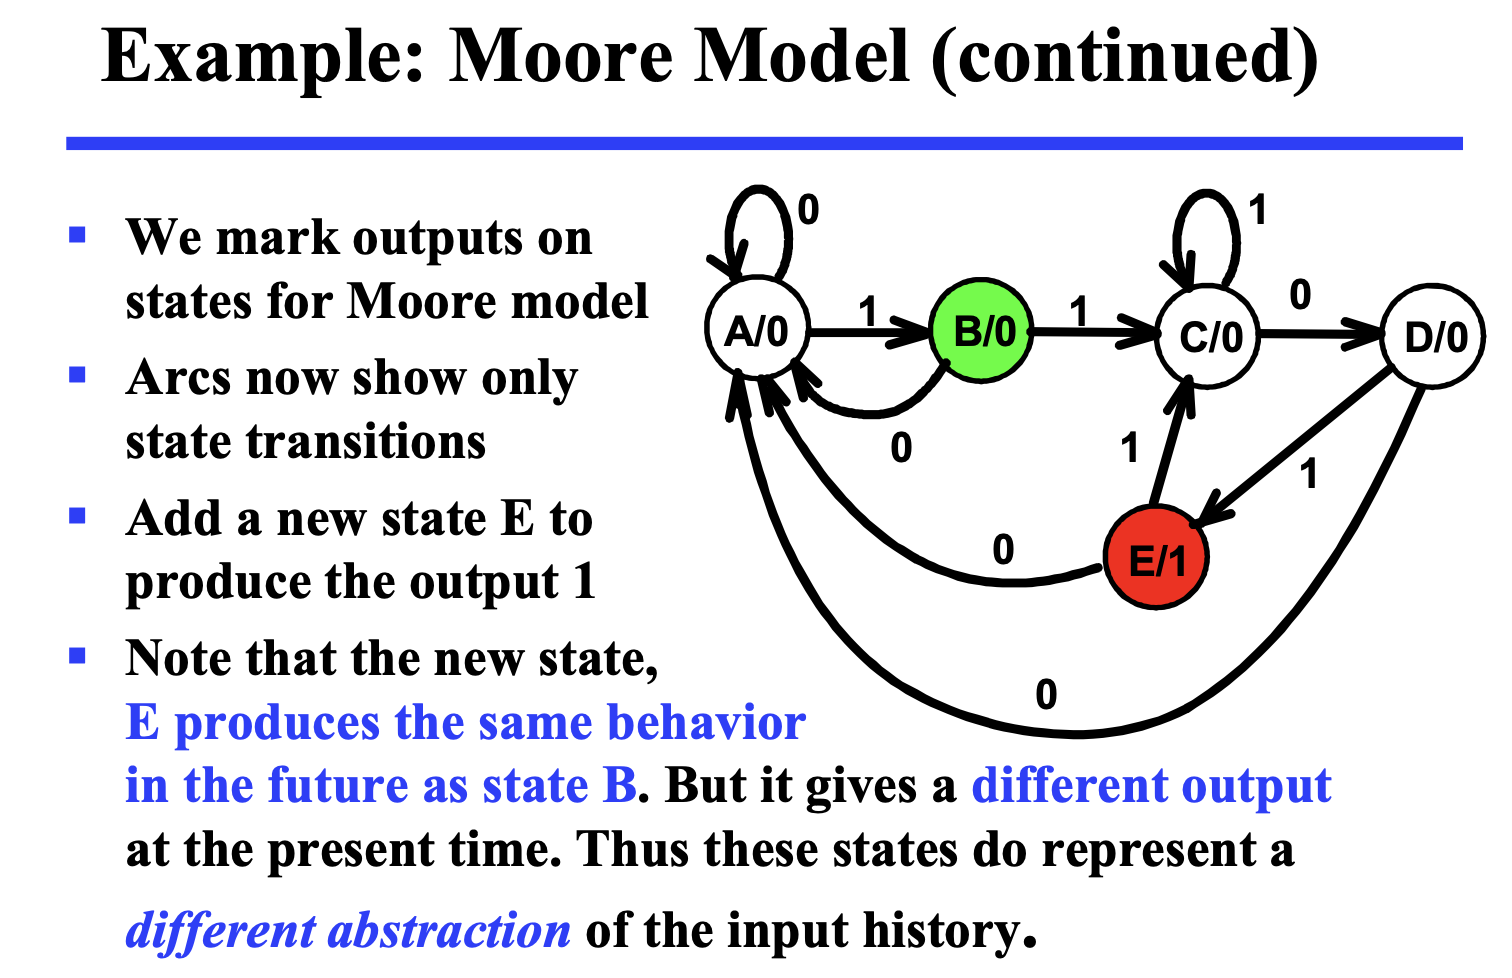 Example: Moore Model (continued)
We mark outputs on
states for Moore model
Arcs now show only
state transitions
Add a new state E to
produce the output 1
Note that the new state,
E produces the same behavior
in the future as state B. But it gives a different output
at the present time. Thus these states do represent a
different abstraction of the input history.
0
1
A/0
1
B/0
1
C/0
0
D/0
0
1
1
0
E/1
0